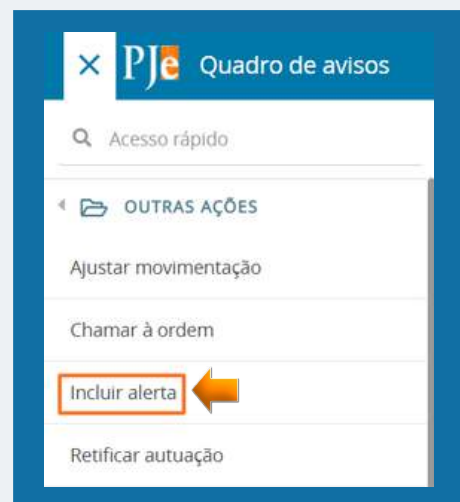 × PJe Quadro de avisos
Acesso rápido
OUTRAS AÇÕES
Ajustar movimentação
Chamar à ordem
Incluir alerta
Retificar autuação